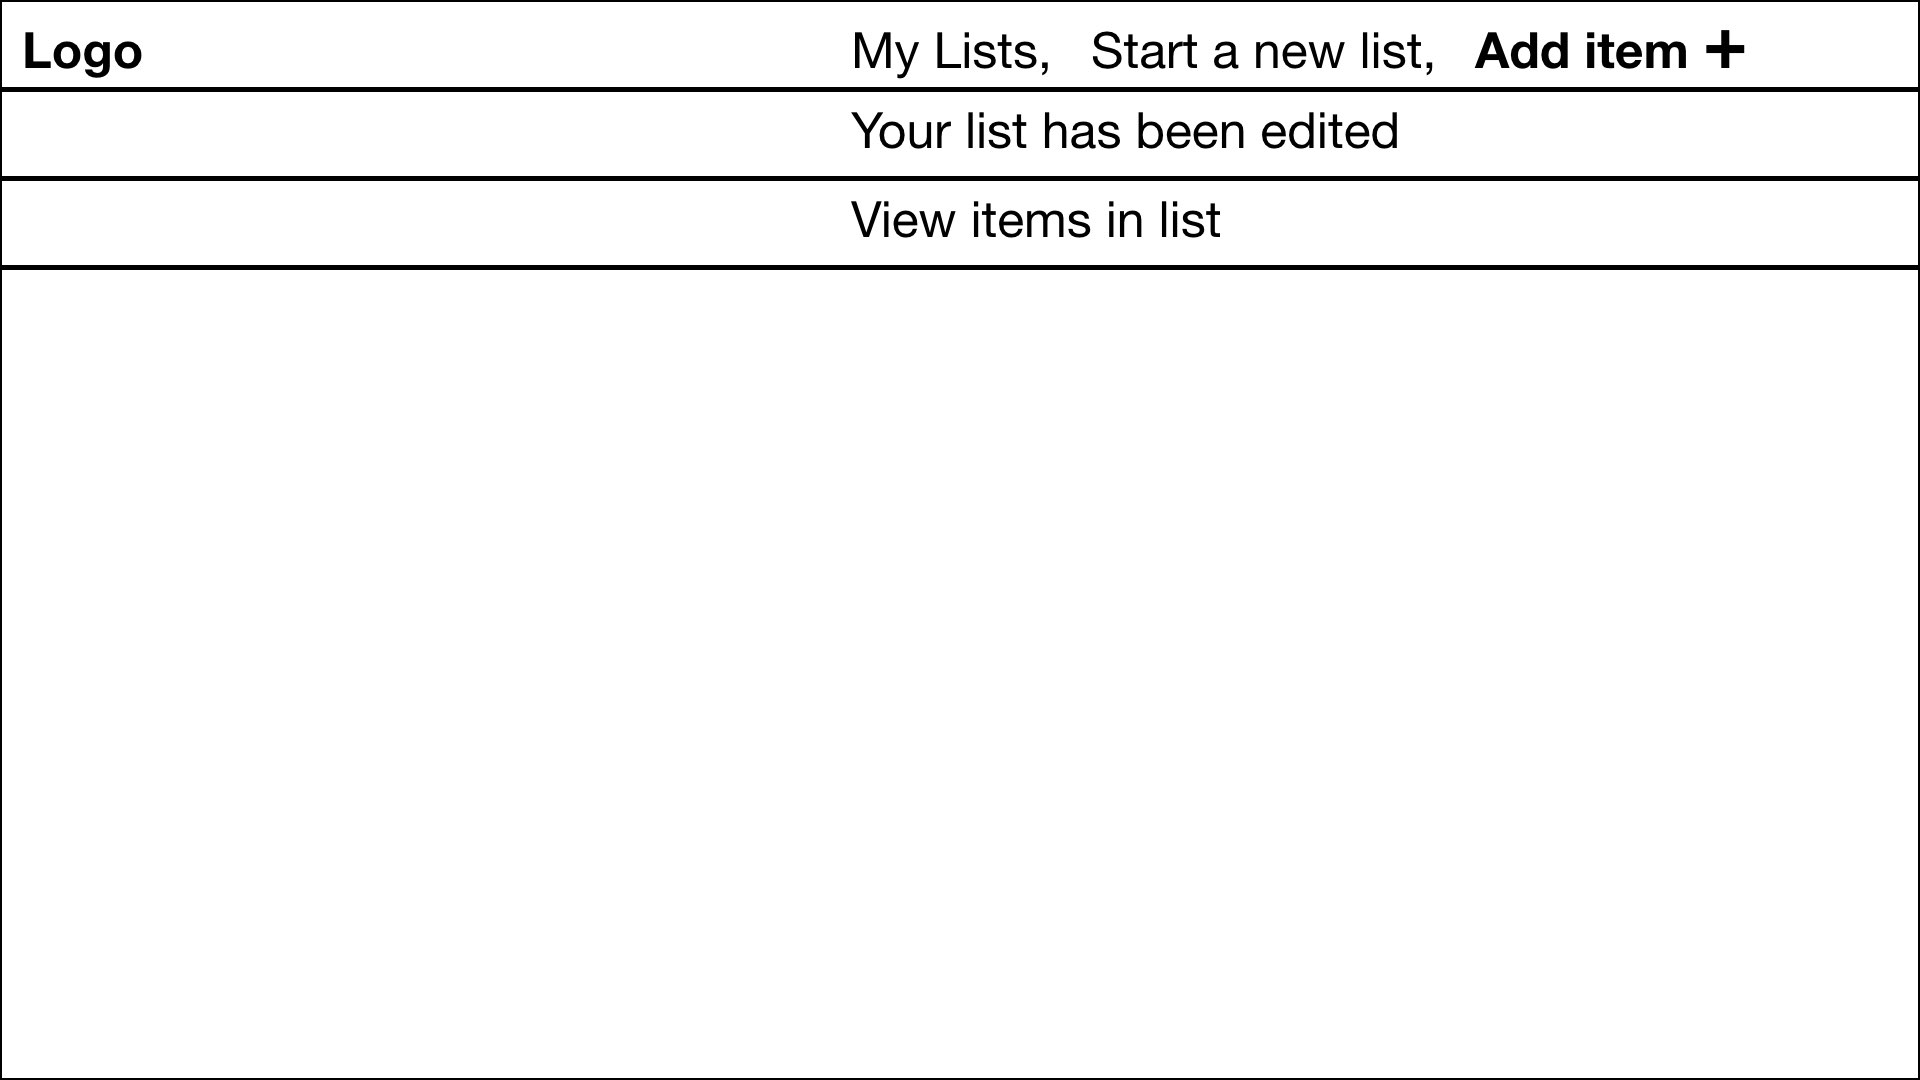 Logo
My Lists, Start a new list, Add item +
Your list has been edited
View items in list